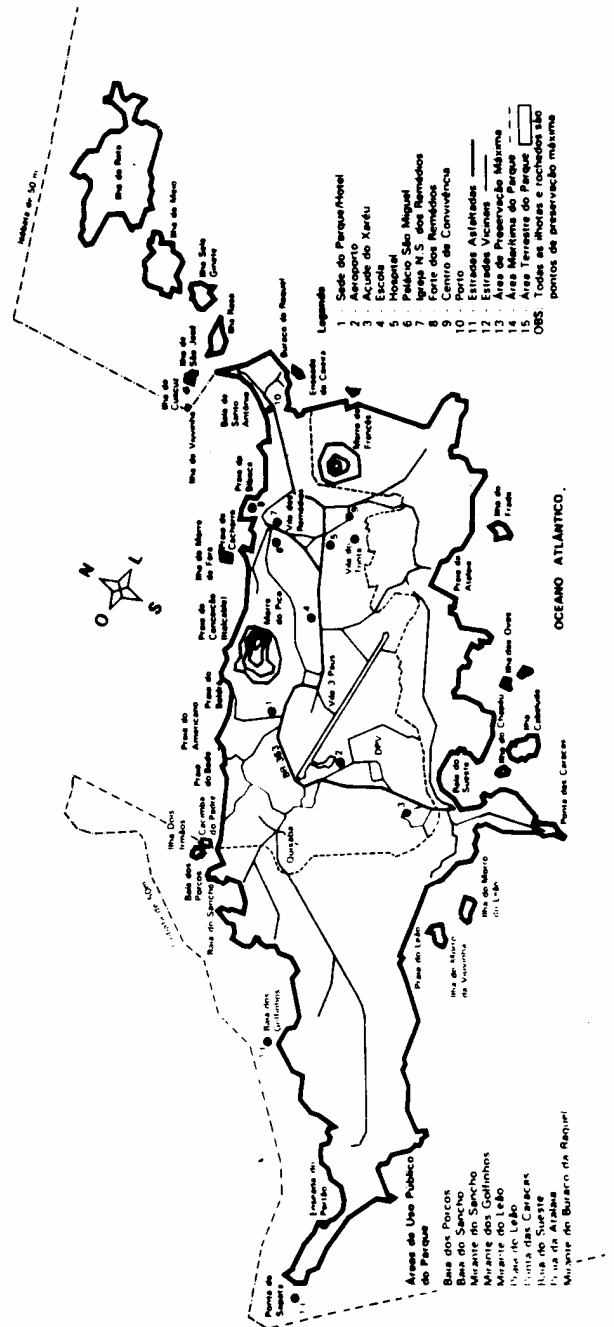 Ilha da Rata
Ilha do Meio
Ilha Sela
Gineta
Ilha Rasa
Ilha de
São José
Ilha do
Ilha da Viuvinha
Baía de
Santo
Antônio
Buraco da Raquel
Enseada da Caieira
Praia da
Praia do
Cachorro
Ilha do Morro
de Fora
Vila dos
Remédios
Morro do
Francês
Praia da
Conceição
Morro
do Pico
Vila do
Trinta
Praia do
Americano
Praia do
Vila 3 Paus
BR 363
DPV
Quixaba
Ilha Dois
Irmãos
Cacimba
do Padre
Baía dos
Porcos
Baía do Sancho
Baía dos
Golfinhos
Enseada do
Portão
Ponta da
Sapata
Praia do Leão
Ilha do Morro
da Viuvinha
Ilha do Morro
do Leão
Ponta das Caracas
Sueste
Ilha do Chapéu
Ilha dos Ovos
Ilha
Praia da
Atalaia
Ilha do
Frade
OCEANO ATLÂNTICO.
N
L
S
O
Legenda
1 - Sede do Parque/Hotel
2 - Aeroporto
3 - Açude do Xaréu
4 - Escola
5 - Hospital
6 - Palácio São Miguel
7 - Igreja N.S. dos Remédios
8 - Forte dos Remédios
9 - Centro de Convivência
10 - Porto
11 - Estradas Asfaltadas
12 - Estradas Vicinais
13 - Área de Preservação Máxima
14 - Área Marítima do Parque
15 - Área Terrestre do Parque
OBS. Todas as ilhotas e rochedos são
pontos de preservação máxima
Áreas de Uso Público
do Parque
Baía dos Porcos
Baía do Sancho
Mirante do Sancho
Mirante dos Golfinhos
Mirante do Leão
Praia do Leão
Ponta das Caracas
Baía do Sueste
Praia da Atalaia
Mirante do Buraco da Raquel